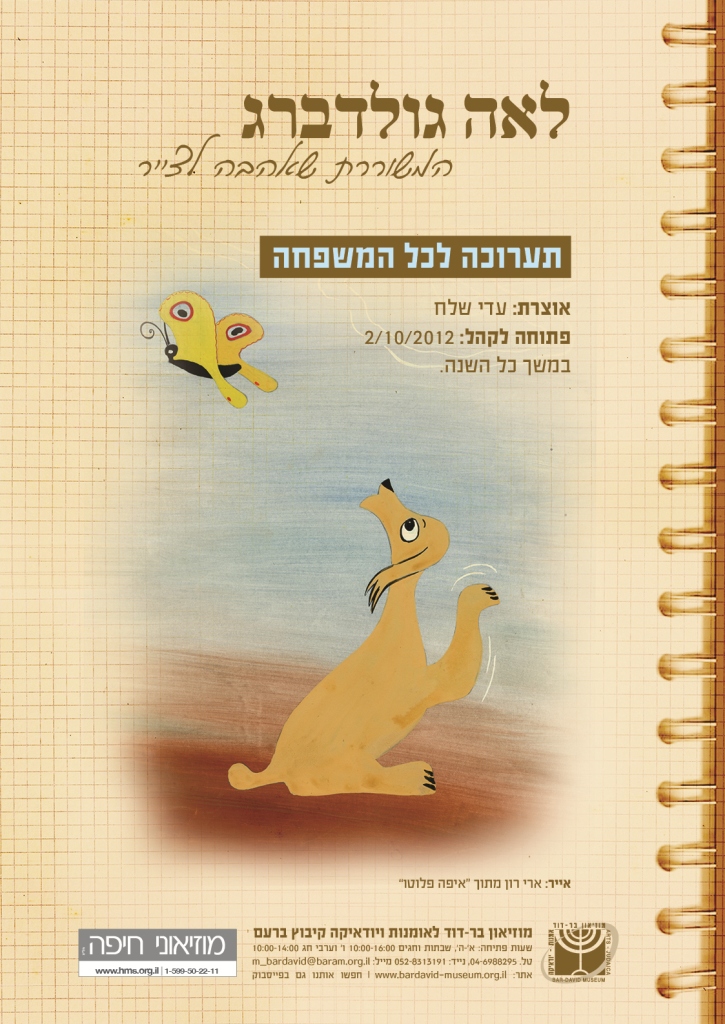 לאה גולדברג
המשוררת שאהבה לצייר
תערוכה לכל המשפחה
אוצרת: עדי שלח
פתוחה לקהל: 2/10/2012
במשך כל השנה.
אייר: ארי רון מתוך "איפה פלוטו"
מוזיאון בר-דוד לאומנות ויודאיקה קיבוץ ברעם
שעות פתיחה: א'-ה', שבתות וחגים 10:00-16:00 ו' וערבי חג 10:00-14:00
טל. 04-6988295, נייד: 052-8313191 מייל: m_bardavid@baram.org.il
אתר: www.bardavid-museum.org.il | חפשו אותנו גם בפייסבוק
מוזיאון בר-דוד
אמנות · יודאיקה
ARTS · JUDAICA
BAR-DAVID MUSEUM
מוזיאוני חיפה
www.hms.org.il | 1-599-50-22-11